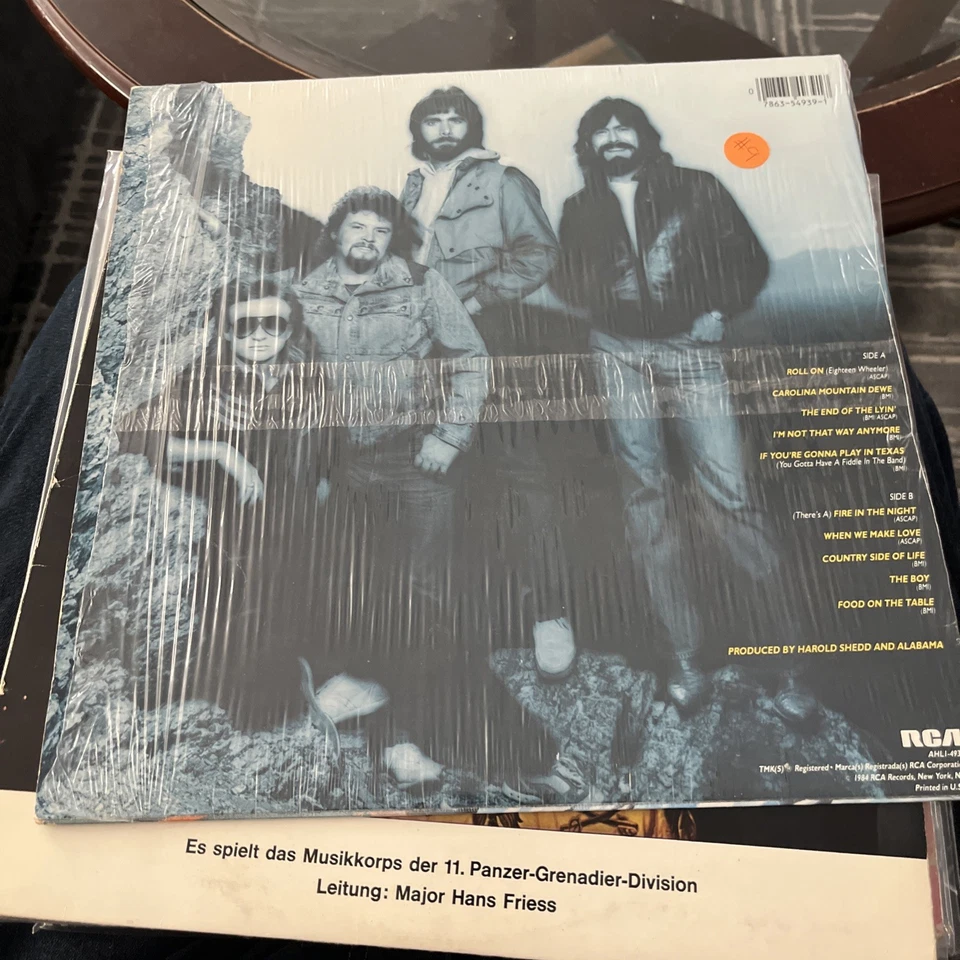 0
7863-54939-1
#9
SIDE A
ROLL ON (Eighteen Wheeler)
(ASCAP)
CAROLINA MOUNTAIN DEWE
(BMI)
THE END OF THE LYIN'
(BMI/ASCAP)
I'M NOT THAT WAY ANYMORE
(BMI)
IF YOU'RE GONNA PLAY IN TEXAS
(You Gotta Have A Fiddle In The Band)
(BMI)
SIDE B
(There's A) FIRE IN THE NIGHT
(ASCAP)
WHEN WE MAKE LOVE
(ASCAP)
COUNTRY SIDE OF LIFE
(BMI)
THE BOY
(BMI)
FOOD ON THE TABLE
(BMI)
PRODUCED BY HAROLD SHEDD AND ALABAMA
RCA
AHL1-493
TMK(S)® Registered • Marca(s) Registrada(s) RCA Corporatio
© 1984 RCA Records, New York, N
Printed in U.S
Es spielt das Musikkorps der 11. Panzer-Grenadier-Division
Leitung: Major Hans Friess